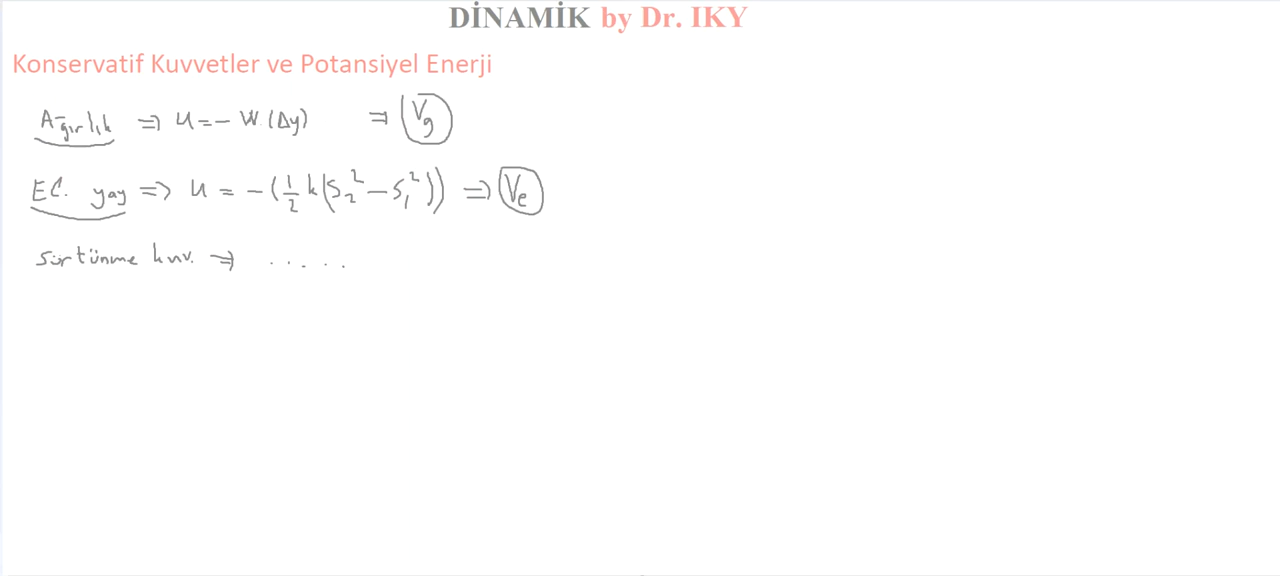 DİNAMİK by Dr. IKY
Konservatif Kuvvetler ve Potansiyel Enerji
Ağırlık ⇒ U = - W.(Δy) ⇒ Vg
EC. yay ⇒ U = - (1/2 k(s₂² - s₁²)) ⇒ Ve
Sürtünme kuv. ⇒ .....